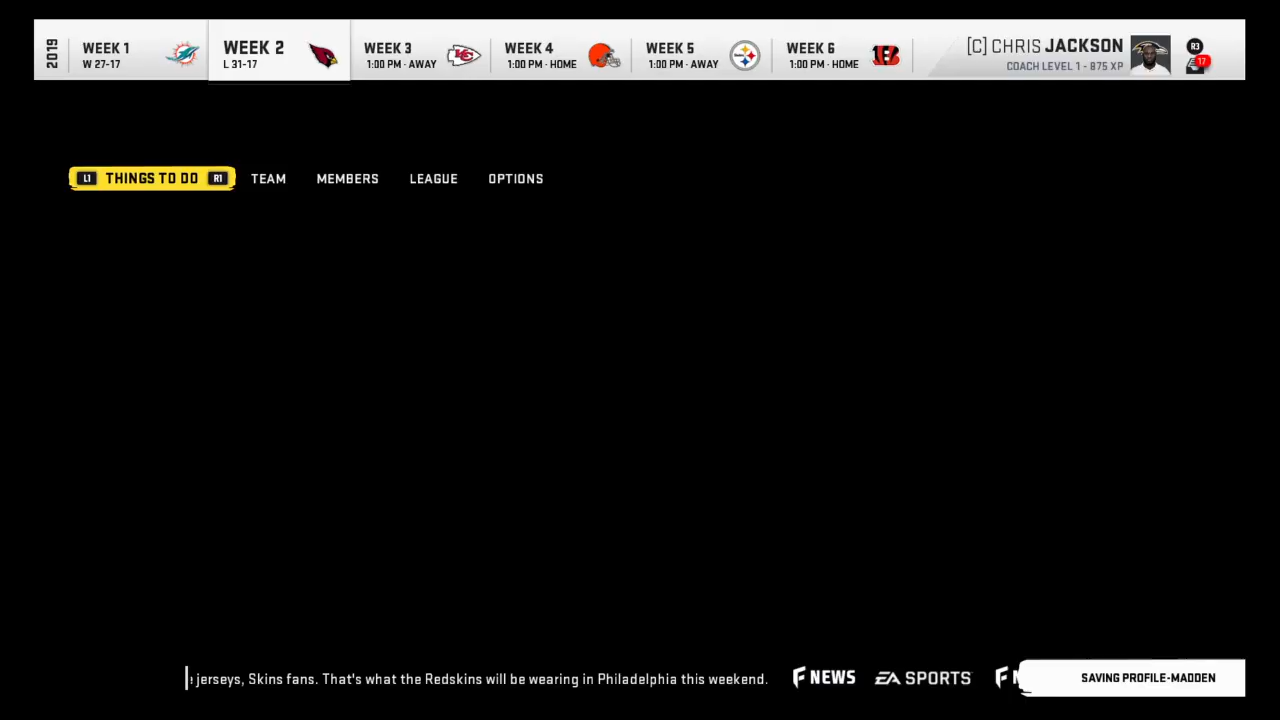 2019
WEEK 1
W 27-17
WEEK 2
L 31-17
WEEK 3
1:00 PM · AWAY
WEEK 4
1:00 PM · HOME
WEEK 5
1:00 PM · AWAY
WEEK 6
1:00 PM · HOME
[C] CHRIS JACKSON
COACH LEVEL 1 - 875 XP
R3
17
L1 THINGS TO DO R1 TEAM MEMBERS LEAGUE OPTIONS
jerseys, Skins fans. That's what the Redskins will be wearing in Philadelphia this weekend. F NEWS EA SPORTS F
SAVING PROFILE-MADDEN